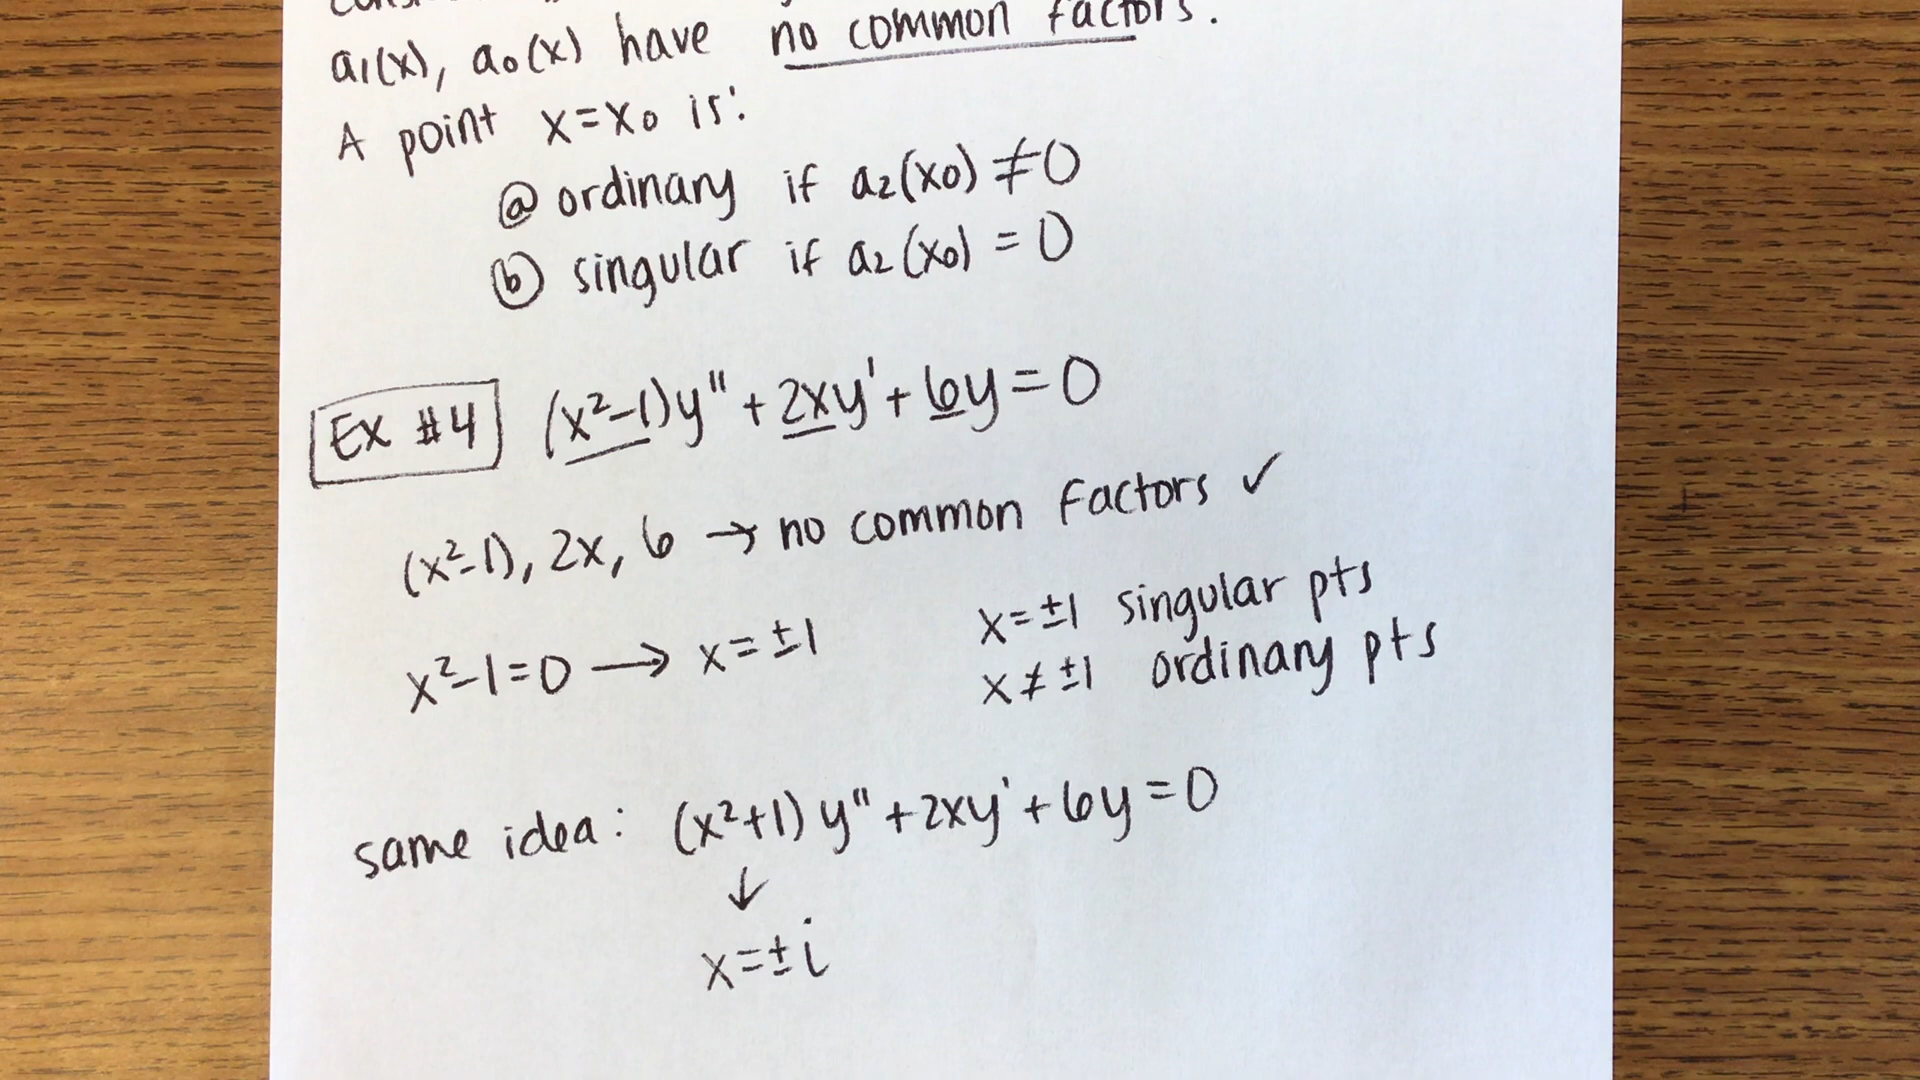 a₁(x), a₀(x) have no common factors.
A point x=x₀ is:
ⓐ ordinary if a₂(x₀) ≠ 0
ⓑ singular if a₂(x₀) = 0
Ex #4 (x²-1)y" + 2xy' + 6y = 0
(x²-1), 2x, 6 → no common factors ✓
x²-1=0 → x=±1
x=±1 singular pts
x≠±1 ordinary pts
same idea: (x²+1)y" + 2xy' + 6y = 0
↓
x=±i